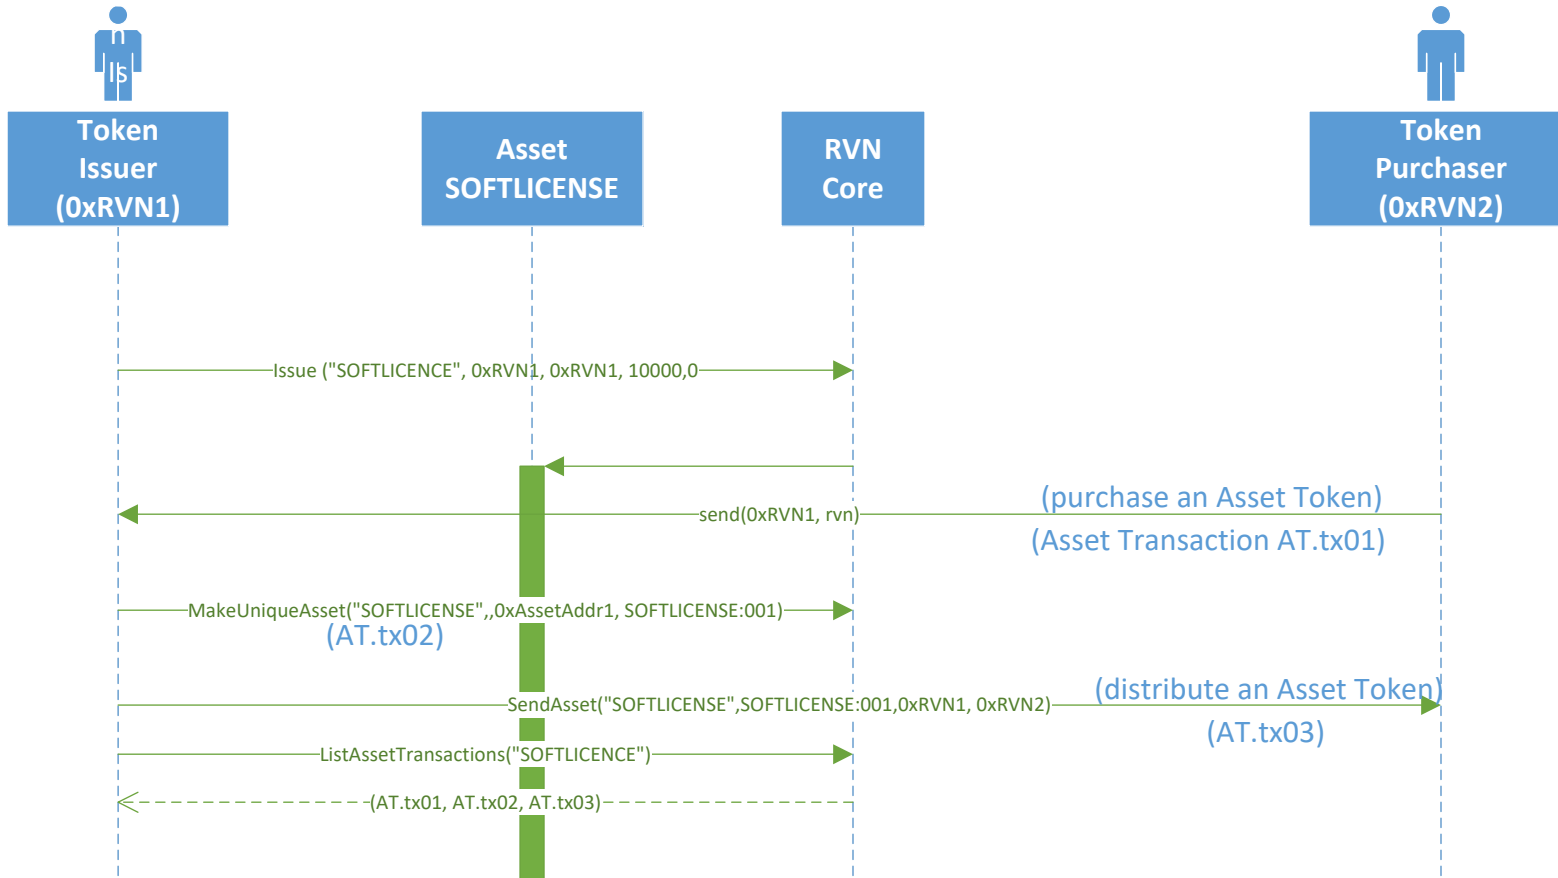 n
Is
Token
Issuer
(0xRVN1)
Asset
SOFTLICENSE
RVN
Core
Token
Purchaser
(0xRVN2)
Issue ("SOFTLICENCE", 0xRVN1, 0xRVN1, 10000,0
(purchase an Asset Token)
send(0xRVN1, rvn)
(Asset Transaction AT.tx01)
MakeUniqueAsset("SOFTLICENSE",,0xAssetAddr1, SOFTLICENSE:001)
(AT.tx02)
(distribute an Asset Token)
SendAsset("SOFTLICENSE",SOFTLICENSE:001,0xRVN1, 0xRVN2)
(AT.tx03)
ListAssetTransactions("SOFTLICENCE")
(AT.tx01, AT.tx02, AT.tx03)